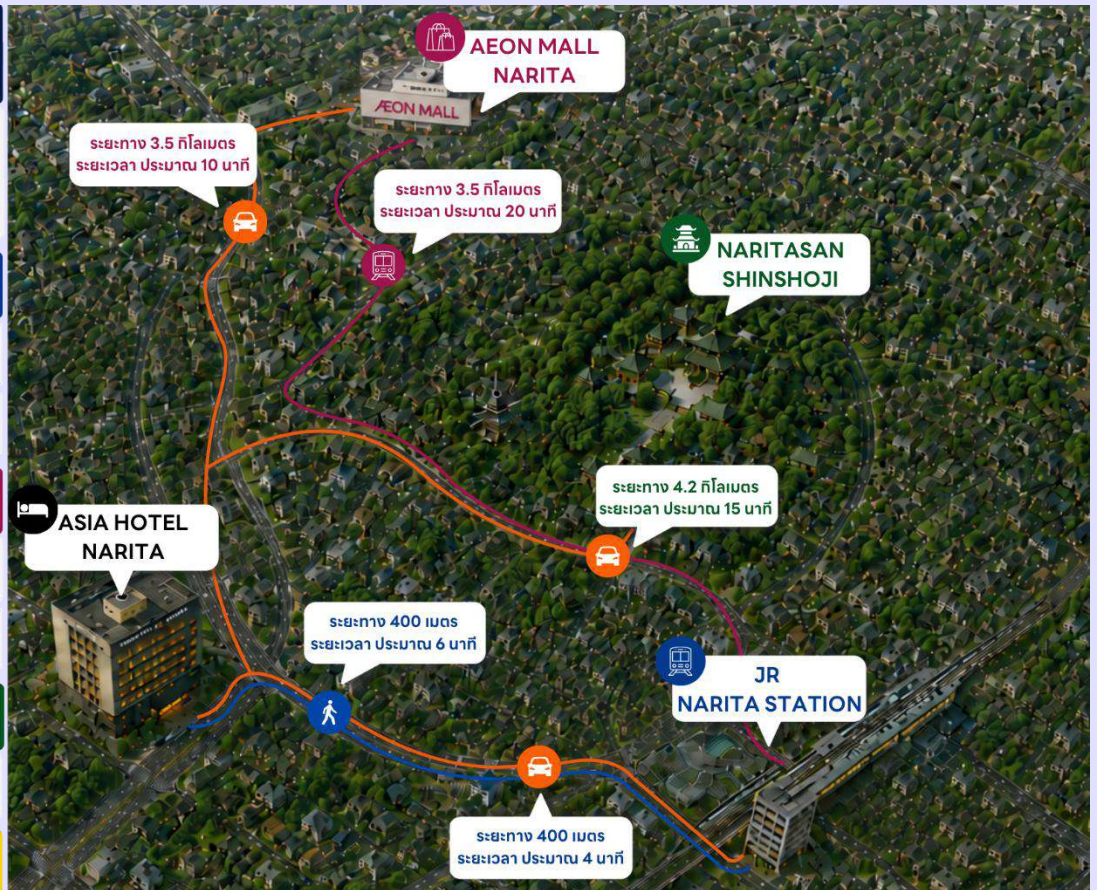 AEON MALL
NARITA
ÆON MALL
ระยะทาง 3.5 กิโลเมตร
ระยะเวลา ประมาณ 10 นาที
ระยะทาง 3.5 กิโลเมตร
ระยะเวลา ประมาณ 20 นาที
NARITASAN
SHINSHOJI
ระยะทาง 4.2 กิโลเมตร
ระยะเวลา ประมาณ 15 นาที
ASIA HOTEL
NARITA
ระยะทาง 400 เมตร
ระยะเวลา ประมาณ 6 นาที
JR
NARITA STATION
ระยะทาง 400 เมตร
ระยะเวลา ประมาณ 4 นาที